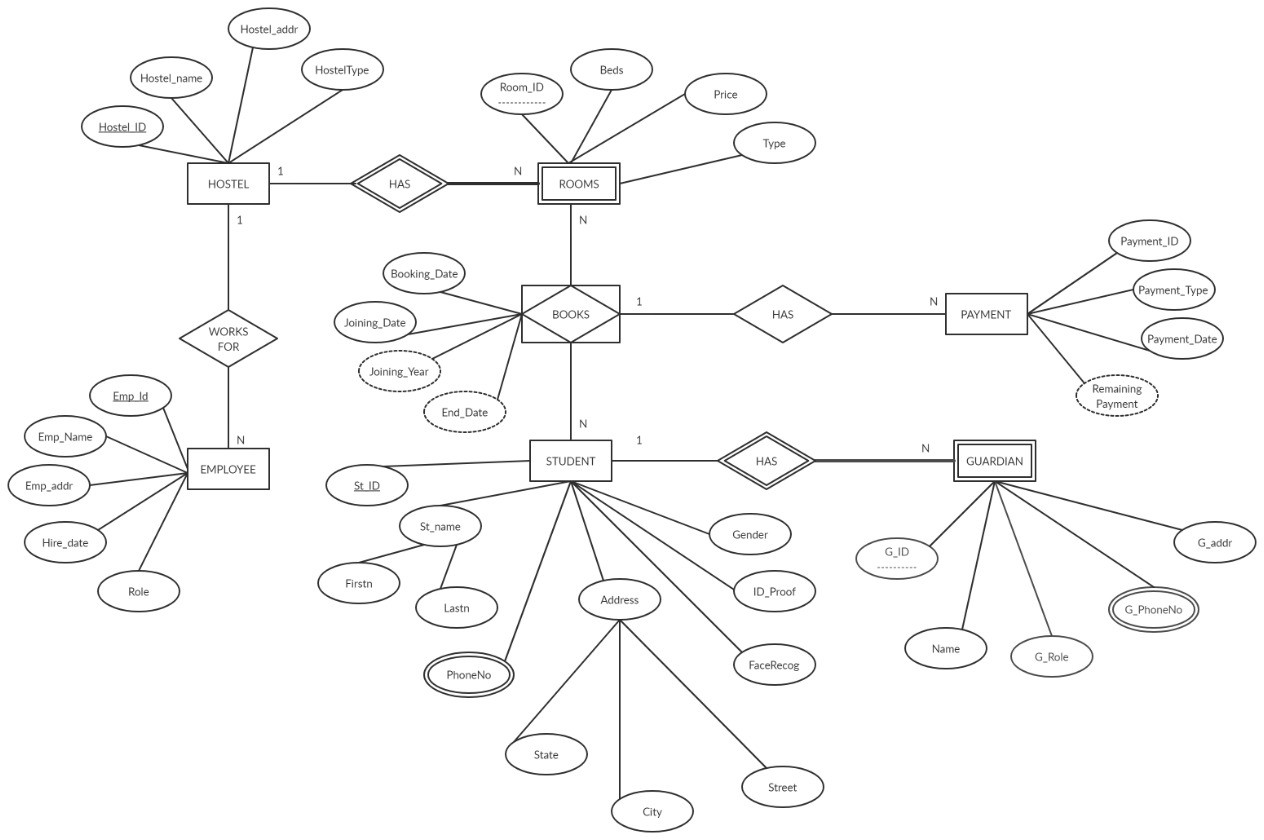 Hostel_addr
HostelType
Hostel_name
Hostel_ID
Room_ID
Beds
Price
Type
HOSTEL
1
HAS
N
ROOMS
1
N
Booking_Date
Joining_Date
Joining_Year
End_Date
BOOKS
1
HAS
N
PAYMENT
Payment_ID
Payment_Type
Payment_Date
Remaining
Payment
WORKS
FOR
Emp_Id
Emp_Name
Emp_addr
Hire_date
Role
N
EMPLOYEE
N
STUDENT
1
HAS
N
GUARDIAN
St_ID
St_name
Firstn
Lastn
PhoneNo
Address
State
City
Street
Gender
ID_Proof
FaceRecog
G_ID
Name
G_Role
G_PhoneNo
G_addr